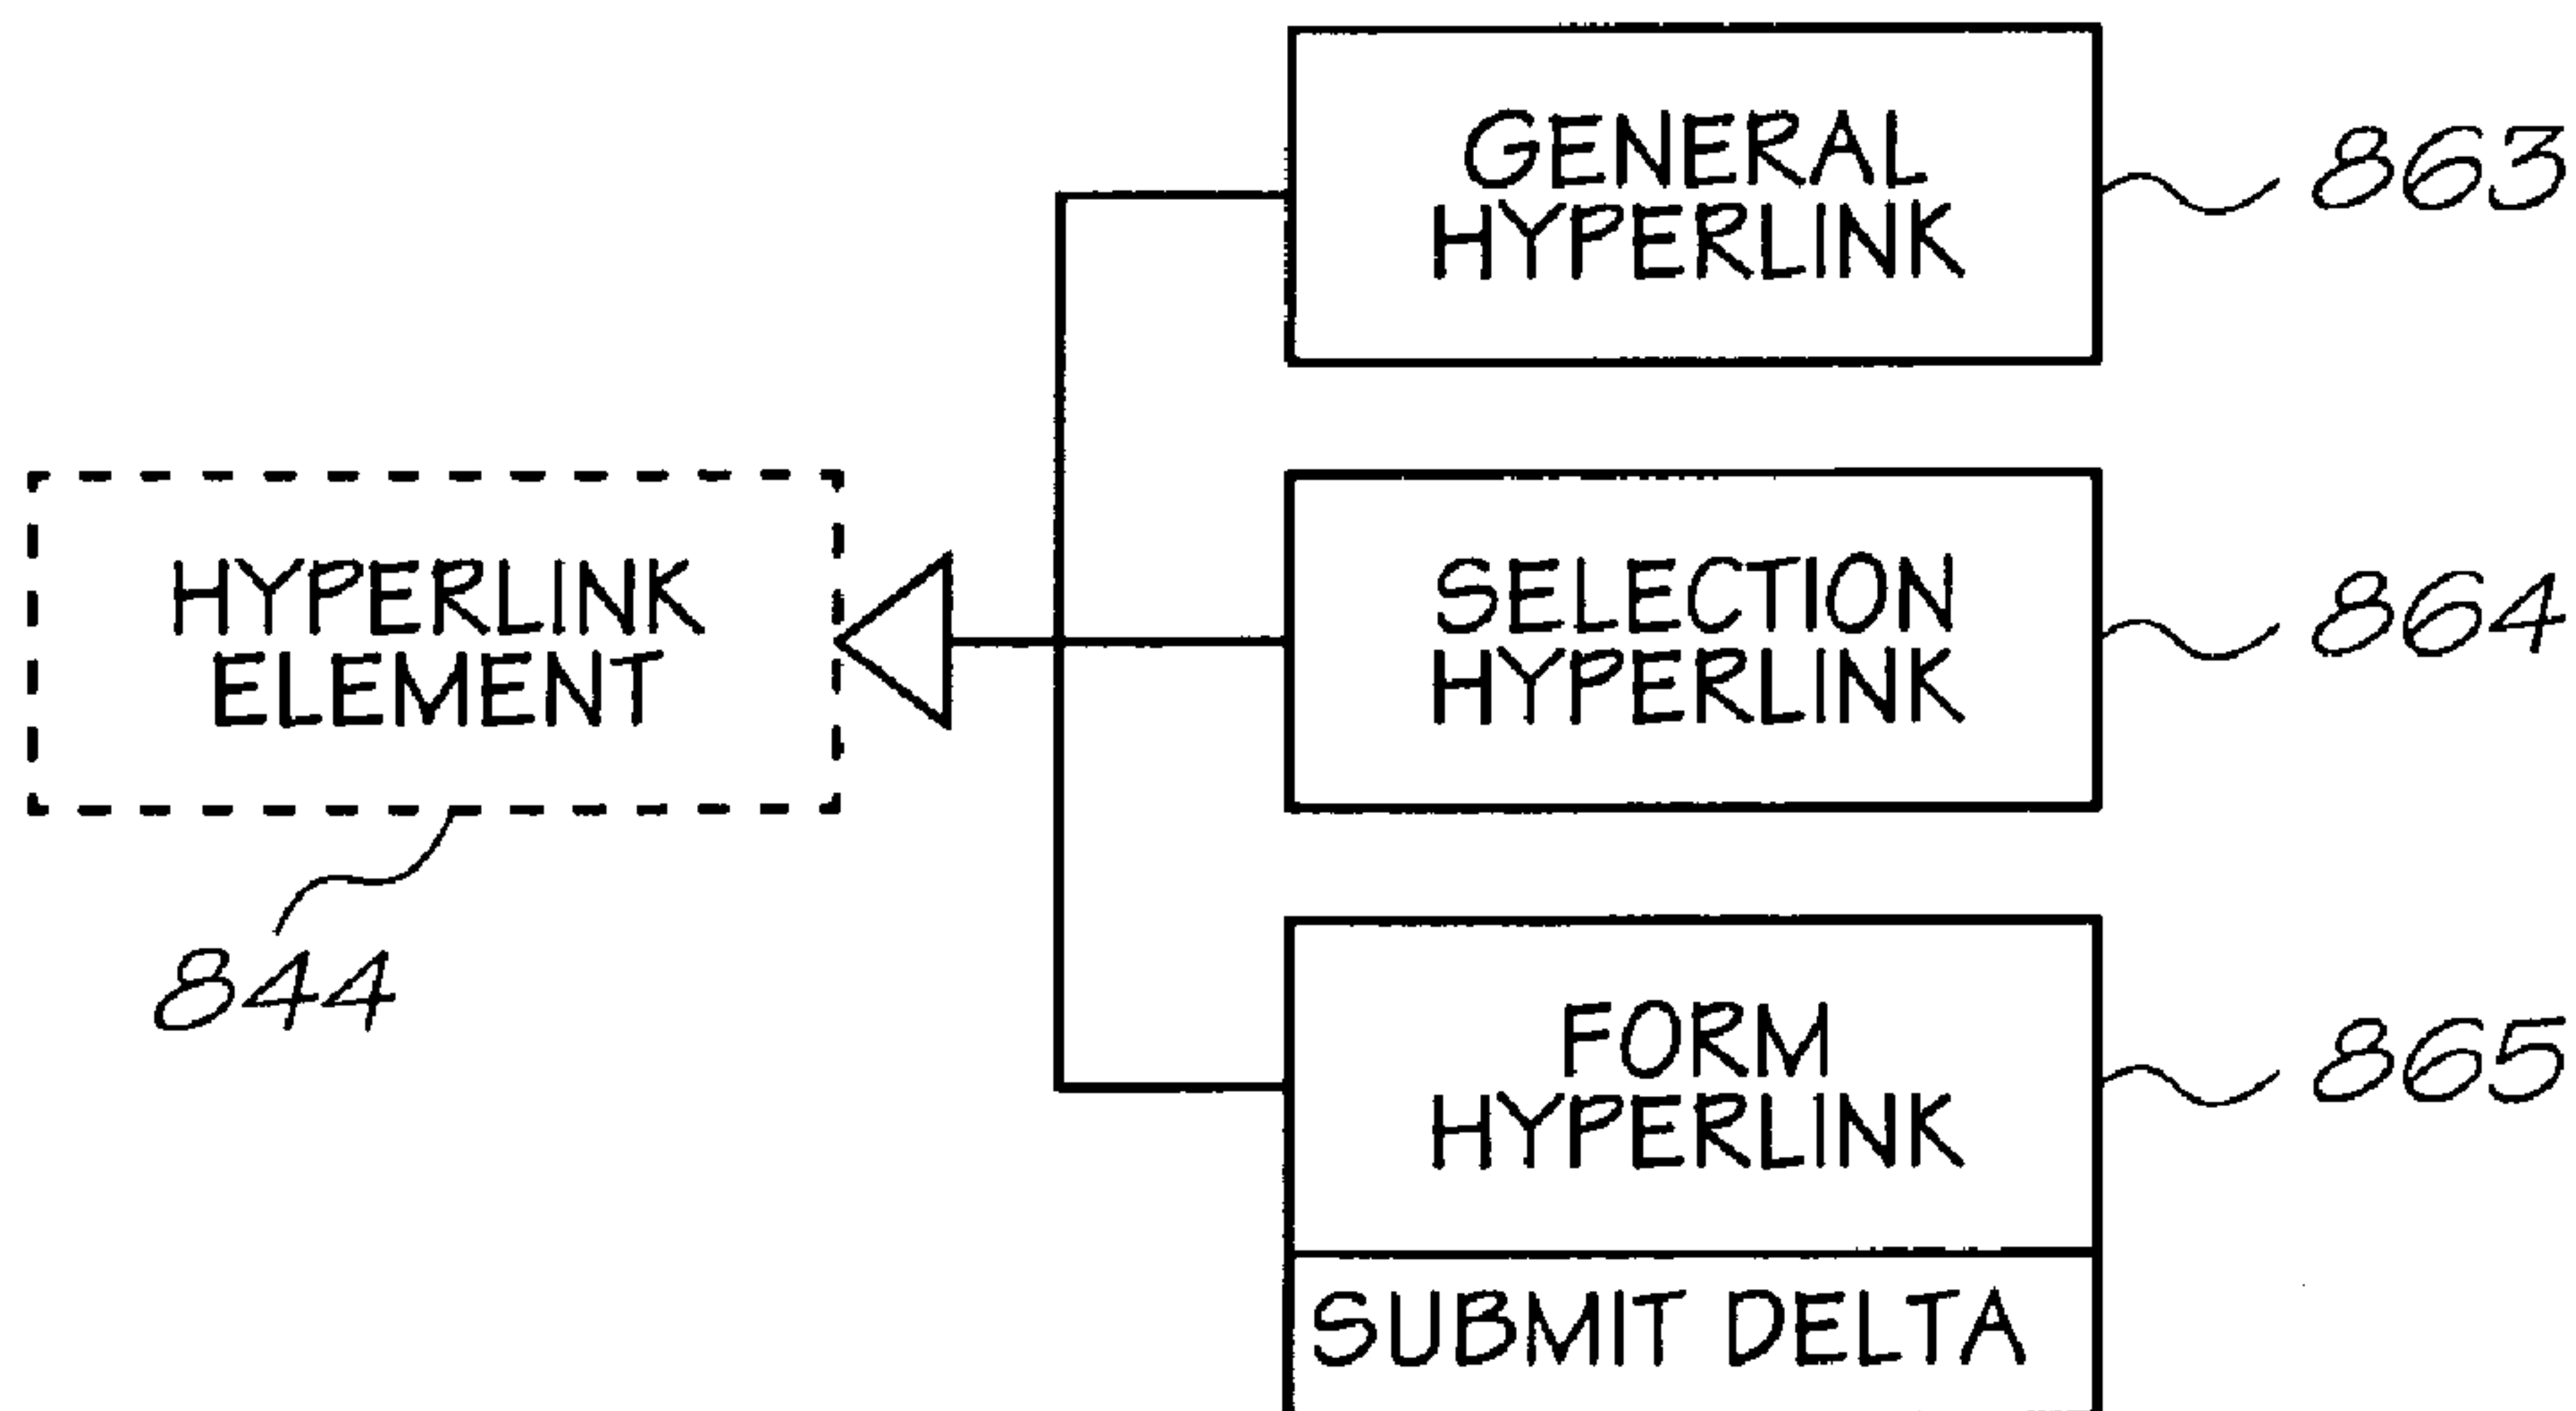 GENERAL
HYPERLINK
863
HYPERLINK
ELEMENT
844
SELECTION
HYPERLINK
864
FORM
HYPERLINK
865
SUBMIT DELTA